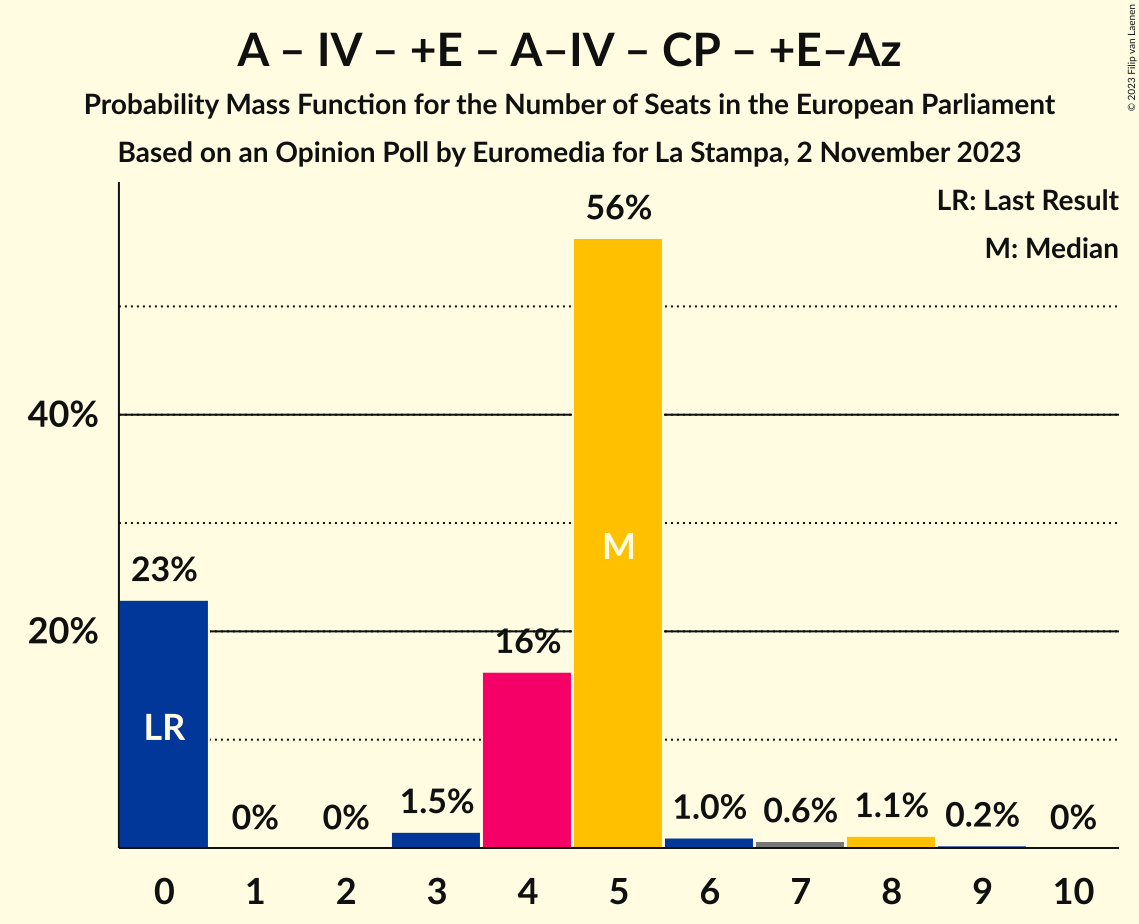 A – IV – +E – A–IV – CP – +E–Az
Probability Mass Function for the Number of Seats in the European Parliament
Based on an Opinion Poll by Euromedia for La Stampa, 2 November 2023
© 2023 Filip van Laenen
LR: Last Result
M: Median
56%
40%
M
23%
20%
16%
LR
0%
0%
1.5%
1.0%
0.6%
1.1%
0.2%
0%
0 1 2 3 4 5 6 7 8 9 10